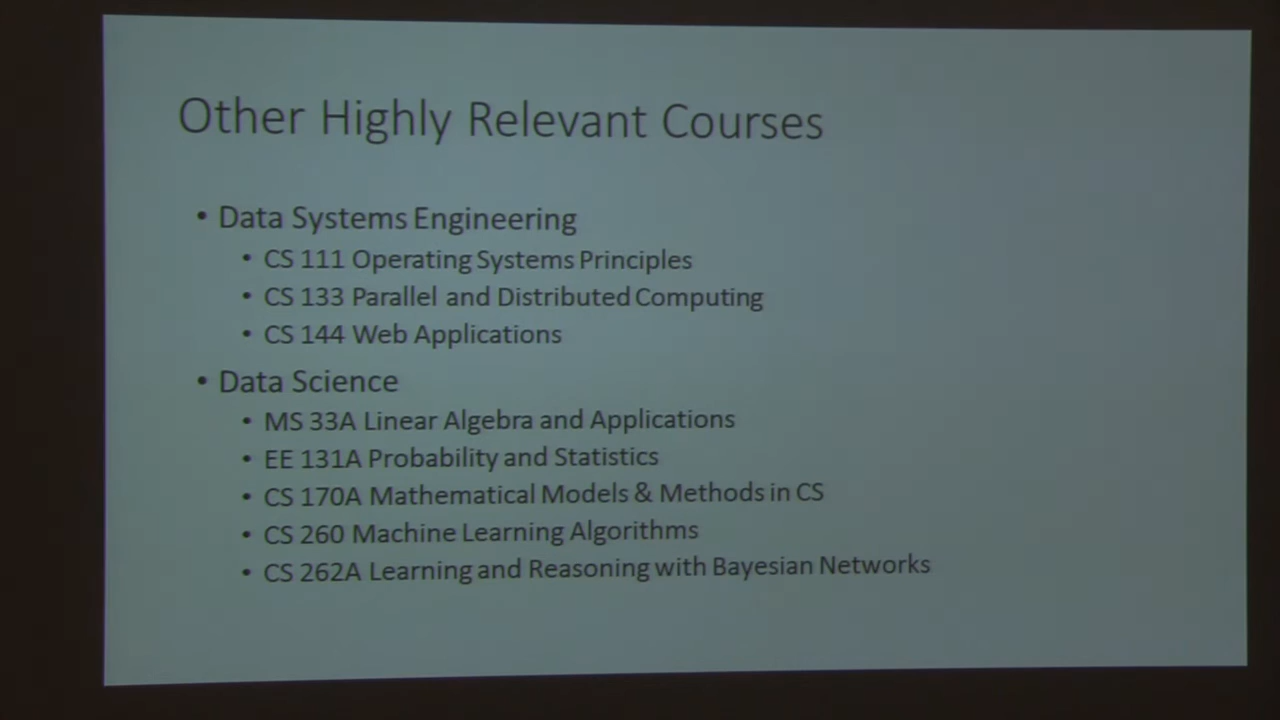 Other Highly Relevant Courses
• Data Systems Engineering
• CS 111 Operating Systems Principles
• CS 133 Parallel and Distributed Computing
• CS 144 Web Applications
• Data Science
• MS 33A Linear Algebra and Applications
• EE 131A Probability and Statistics
• CS 170A Mathematical Models & Methods in CS
• CS 260 Machine Learning Algorithms
• CS 262A Learning and Reasoning with Bayesian Networks